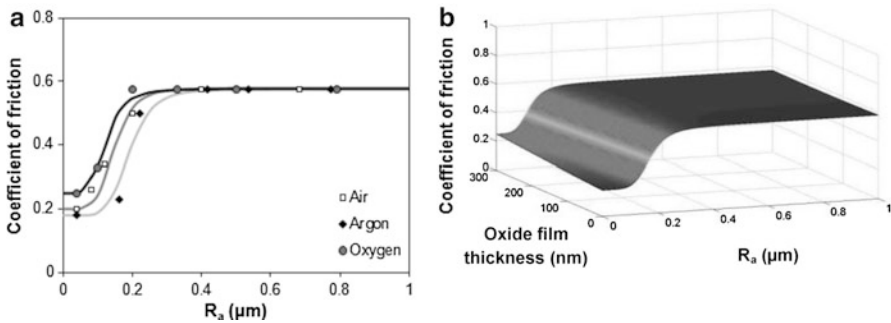 a
Coefficient of friction
0.8
0.6
0.4
0.2
0
0 0.2 0.4 0.6 0.8 1
Rₐ (µm)
Air
Argon
Oxygen
b
Coefficient of friction
1
0.8
0.6
0.4
0.2
0
300
200
100
0
Oxide film
thickness (nm)
0 0.2 0.4 0.6 0.8 1
Rₐ (µm)